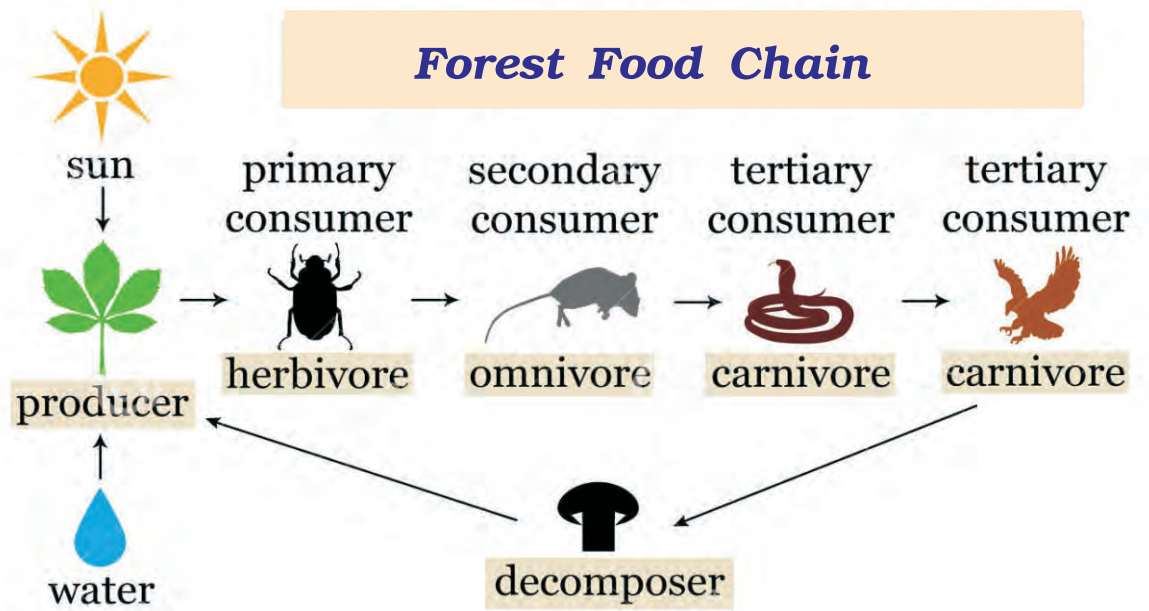 Forest Food Chain
sun
primary
consumer
secondary
consumer
tertiary
consumer
tertiary
consumer
herbivore
omnivore
carnivore
carnivore
producer
decomposer
water